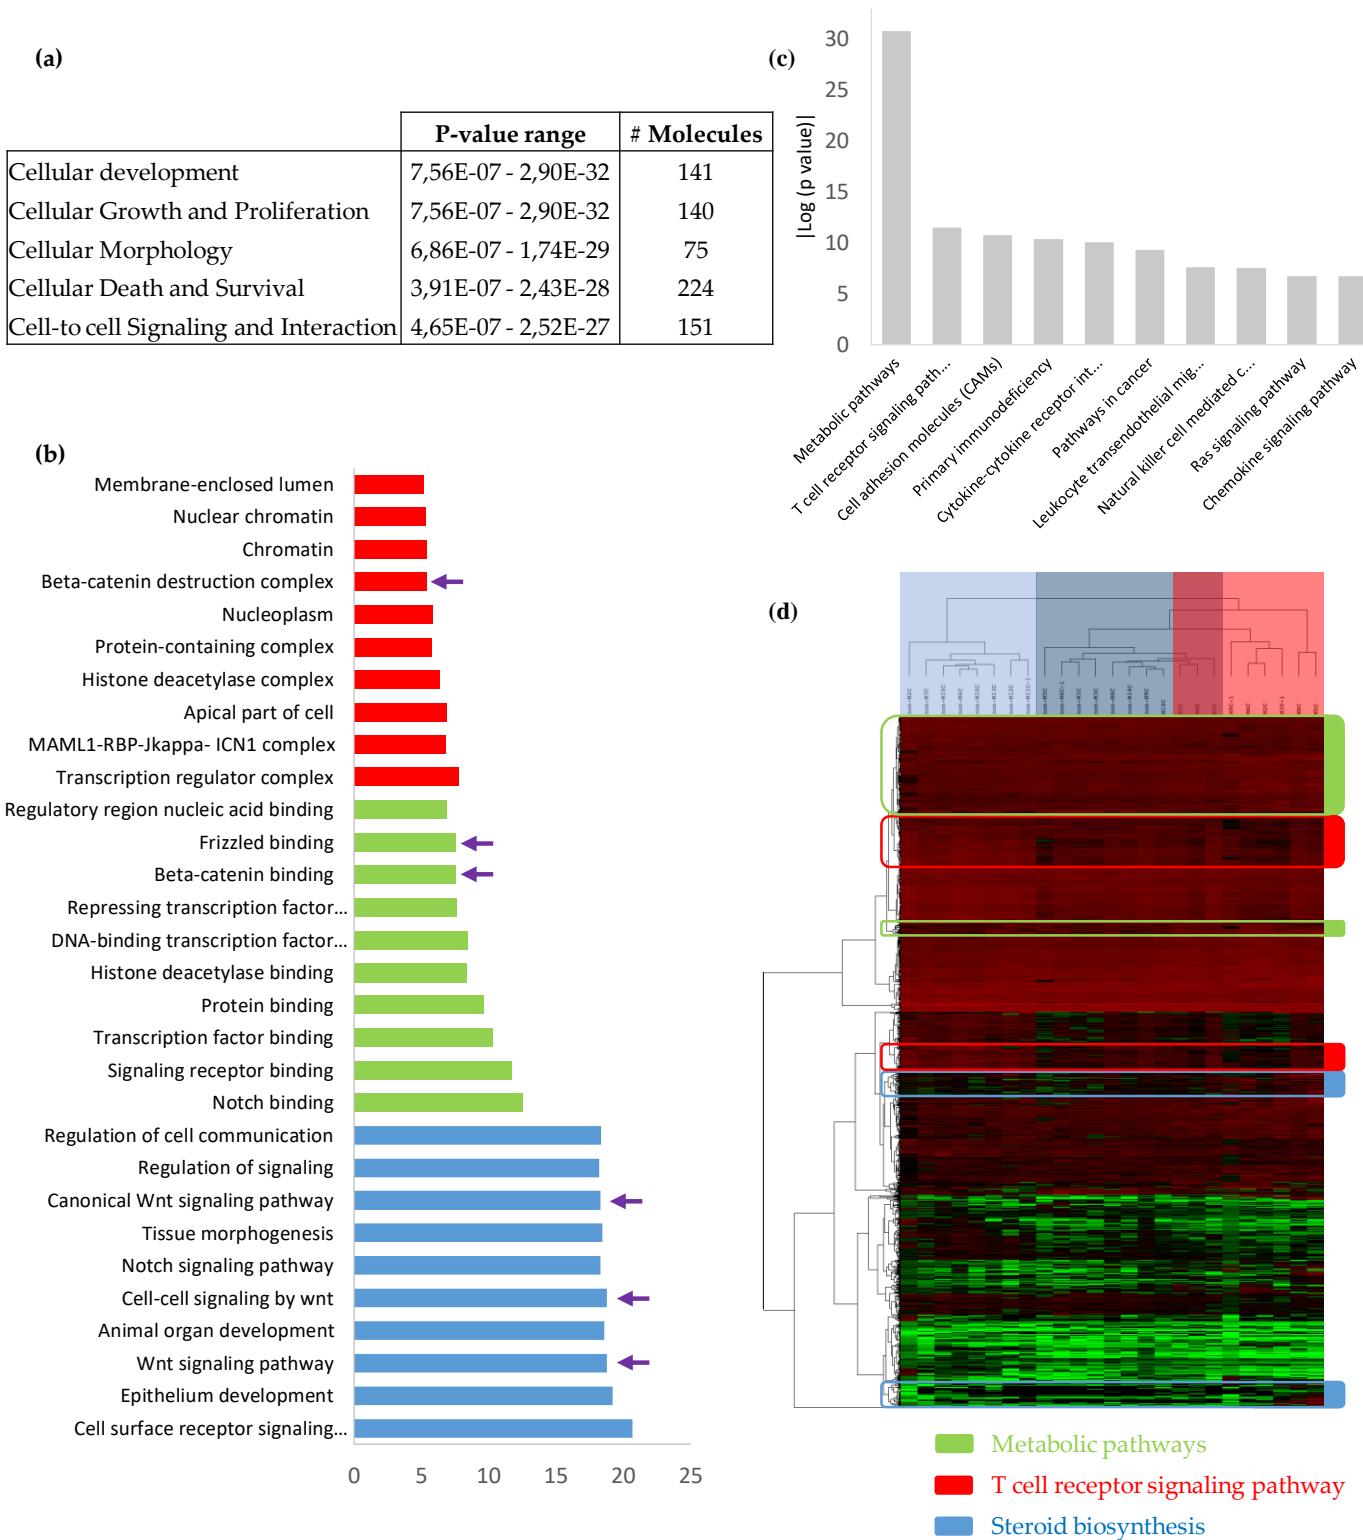 (a)
P-value range # Molecules
Cellular development 7,56E-07 - 2,90E-32 141
Cellular Growth and Proliferation 7,56E-07 - 2,90E-32 140
Cellular Morphology 6,86E-07 - 1,74E-29 75
Cellular Death and Survival 3,91E-07 - 2,43E-28 224
Cell-to cell Signaling and Interaction 4,65E-07 - 2,52E-27 151
(b)
Membrane-enclosed lumen
Nuclear chromatin
Chromatin
Beta-catenin destruction complex
Nucleoplasm
Protein-containing complex
Histone deacetylase complex
Apical part of cell
MAML1-RBP-Jkappa- ICN1 complex
Transcription regulator complex
Regulatory region nucleic acid binding
Frizzled binding
Beta-catenin binding
Repressing transcription factor...
DNA-binding transcription factor...
Histone deacetylase binding
Protein binding
Transcription factor binding
Signaling receptor binding
Notch binding
Regulation of cell communication
Regulation of signaling
Canonical Wnt signaling pathway
Tissue morphogenesis
Notch signaling pathway
Cell-cell signaling by wnt
Animal organ development
Wnt signaling pathway
Epithelium development
Cell surface receptor signaling...
0 5 10 15 20 25
(c)
|Log (p value)|
30
25
20
15
10
5
0
Metabolic pathways
T cell receptor signaling path...
Cell adhesion molecules (CAMs)
Primary immunodeficiency
Cytokine-cytokine receptor int...
Pathways in cancer
Leukocyte transendothelial mig...
Natural killer cell mediated c...
Ras signaling pathway
Chemokine signaling pathway
(d)
Metabolic pathways
T cell receptor signaling pathway
Steroid biosynthesis